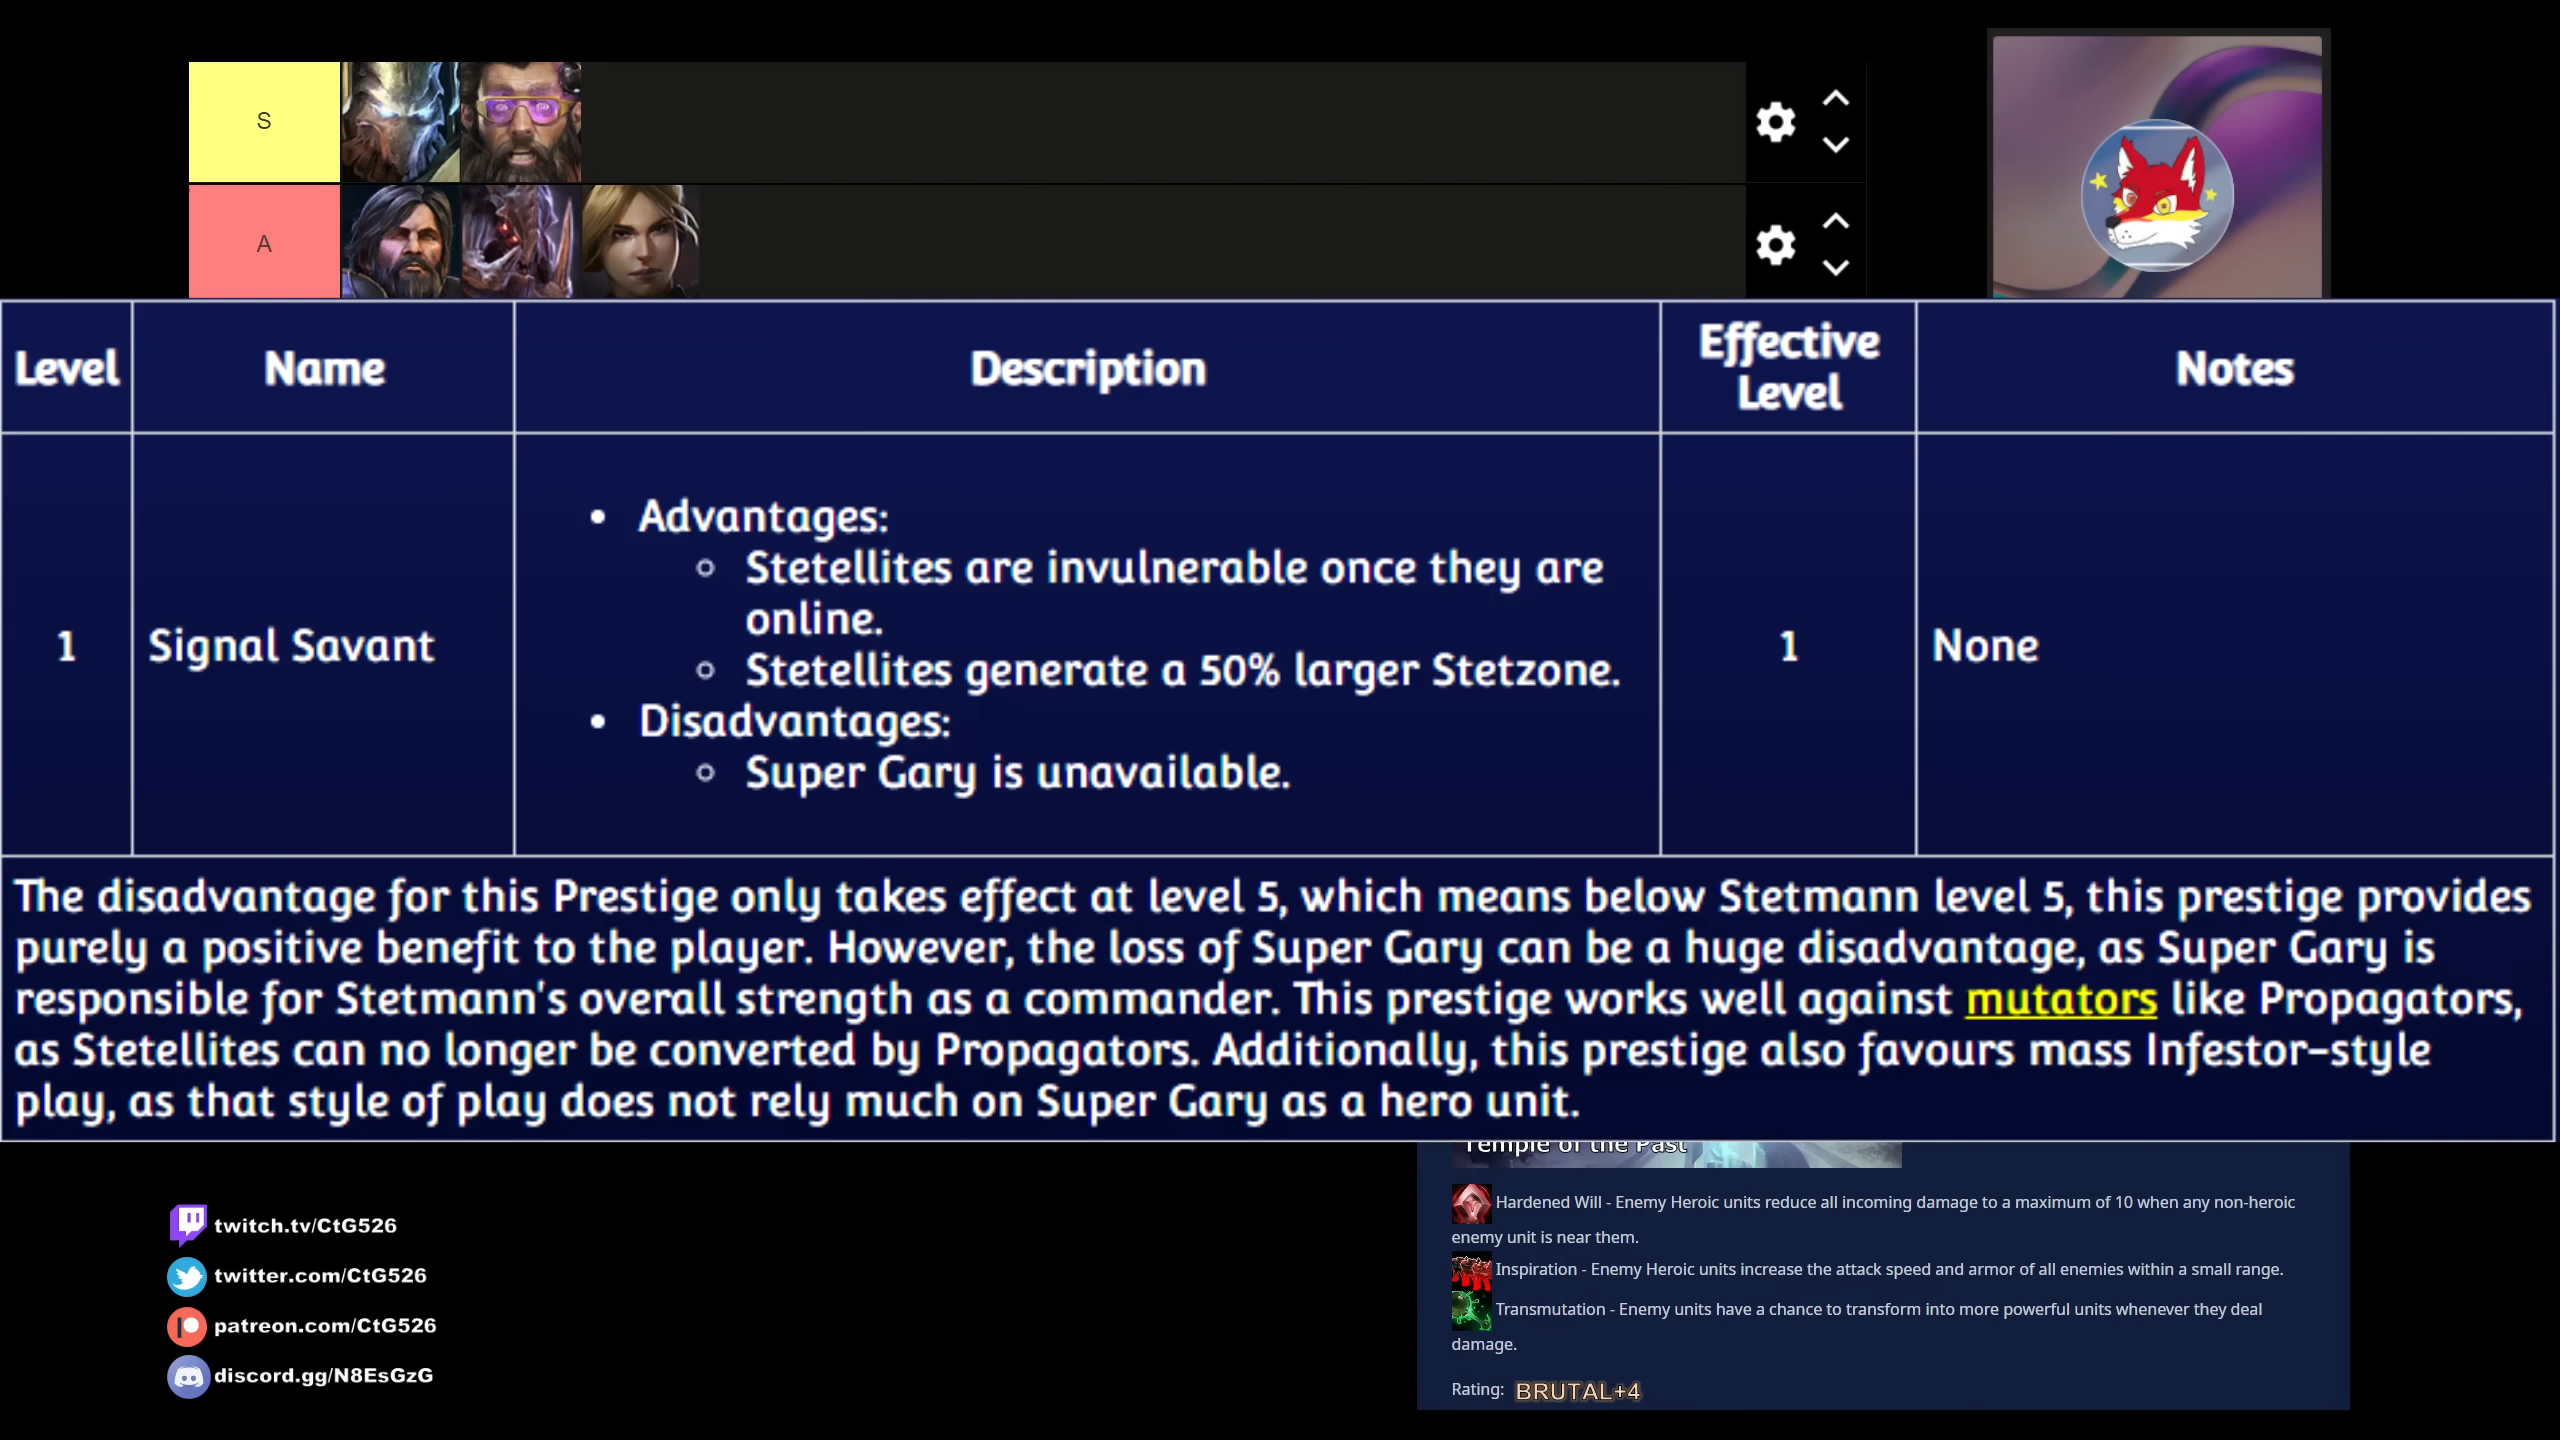 S
A
Level
Name
Description
Effective
Level
Notes
1
Signal Savant
• Advantages:
Stetellites are invulnerable once they are
online.
Stetellites generate a 50% larger Stetzone.
• Disadvantages:
Super Gary is unavailable.
1
None
The disadvantage for this Prestige only takes effect at level 5, which means below Stetmann level 5, this prestige provides
purely a positive benefit to the player. However, the loss of Super Gary can be a huge disadvantage, as Super Gary is
responsible for Stetmann's overall strength as a commander. This prestige works well against mutators like Propagators,
as Stetellites can no longer be converted by Propagators. Additionally, this prestige also favours mass Infestor-style
play, as that style of play does not rely much on Super Gary as a hero unit.
Temple of the Past
Hardened Will - Enemy Heroic units reduce all incoming damage to a maximum of 10 when any non-heroic
enemy unit is near them.
Inspiration - Enemy Heroic units increase the attack speed and armor of all enemies within a small range.
Transmutation - Enemy units have a chance to transform into more powerful units whenever they deal
damage.
Rating: BRUTAL+4
twitch.tv/CtG526
twitter.com/CtG526
patreon.com/CtG526
discord.gg/N8EsGzG